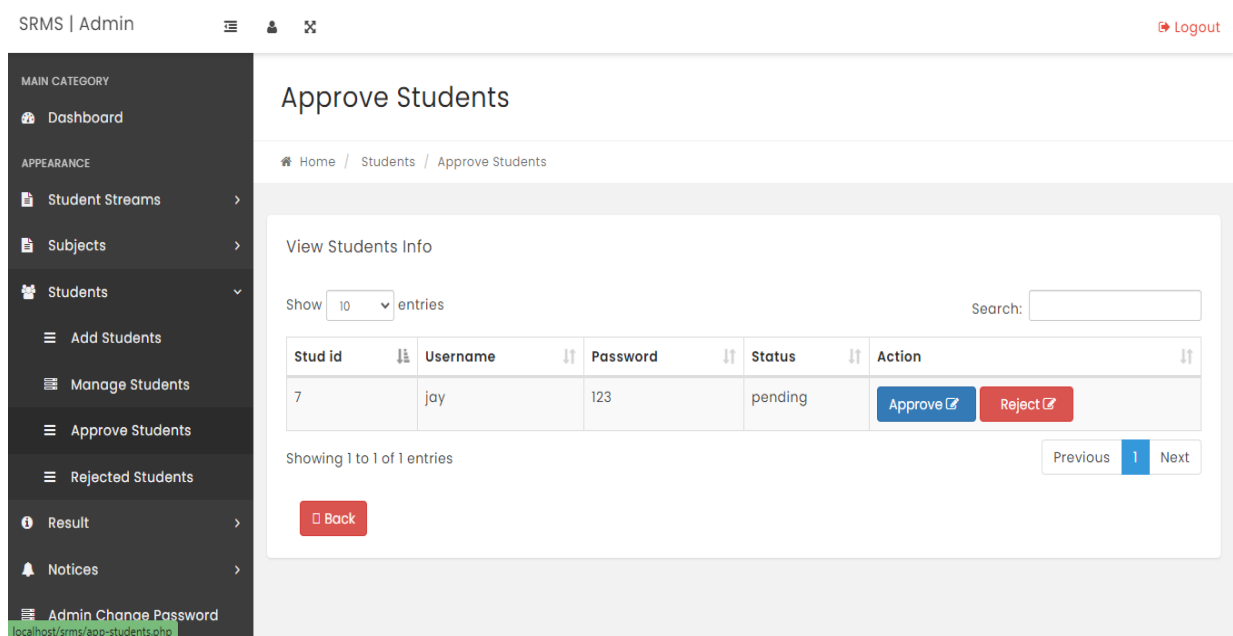 SRMS | Admin
Logout
MAIN CATEGORY
Dashboard
APPEARANCE
Student Streams
Subjects
Students
Add Students
Manage Students
Approve Students
Rejected Students
Result
Notices
Admin Change Password
localhost/srms/app-students.php
Approve Students
Home / Students / Approve Students
View Students Info
Show 10 entries
Search:
Stud id Username Password Status Action
7 jay 123 pending Approve Reject
Showing 1 to 1 of 1 entries
Previous 1 Next
Back